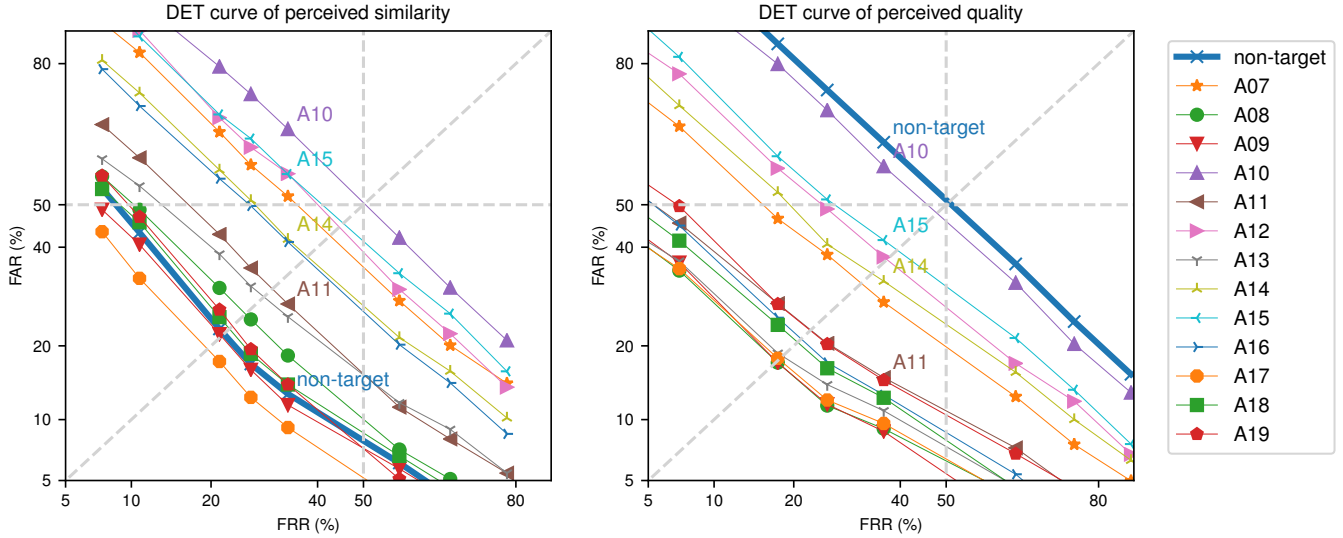 DET curve of perceived similarity
80
50
40
20
10
5
5
10
20
40
50
80
FAR (%)
FRR (%)
A10
A15
A14
A11
non-target
DET curve of perceived quality
80
50
40
20
10
5
5
10
20
40
50
80
FAR (%)
FRR (%)
non-target
A10
A15
A14
A11
non-target
A07
A08
A09
A10
A11
A12
A13
A14
A15
A16
A17
A18
A19